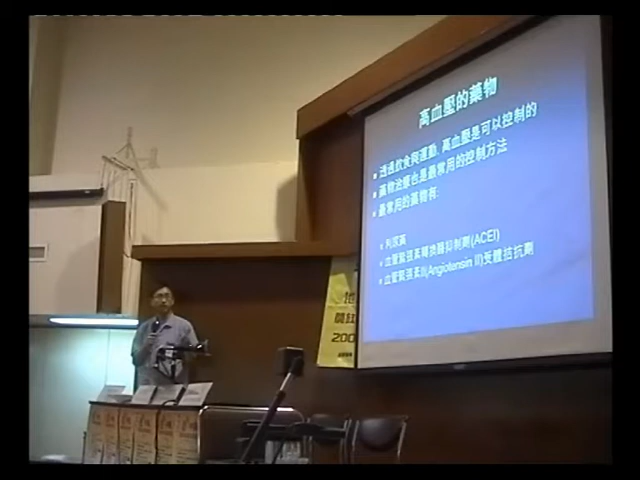 高血壓的藥物
透過飲食與運動, 高血壓是可以控制的
藥物治療也是最常用的控制方法
最常用的藥物有:
利尿劑
血管緊張素轉換酶抑制劑(ACEI)
血管緊張素II(Angiotensin II)受體拮抗劑
200